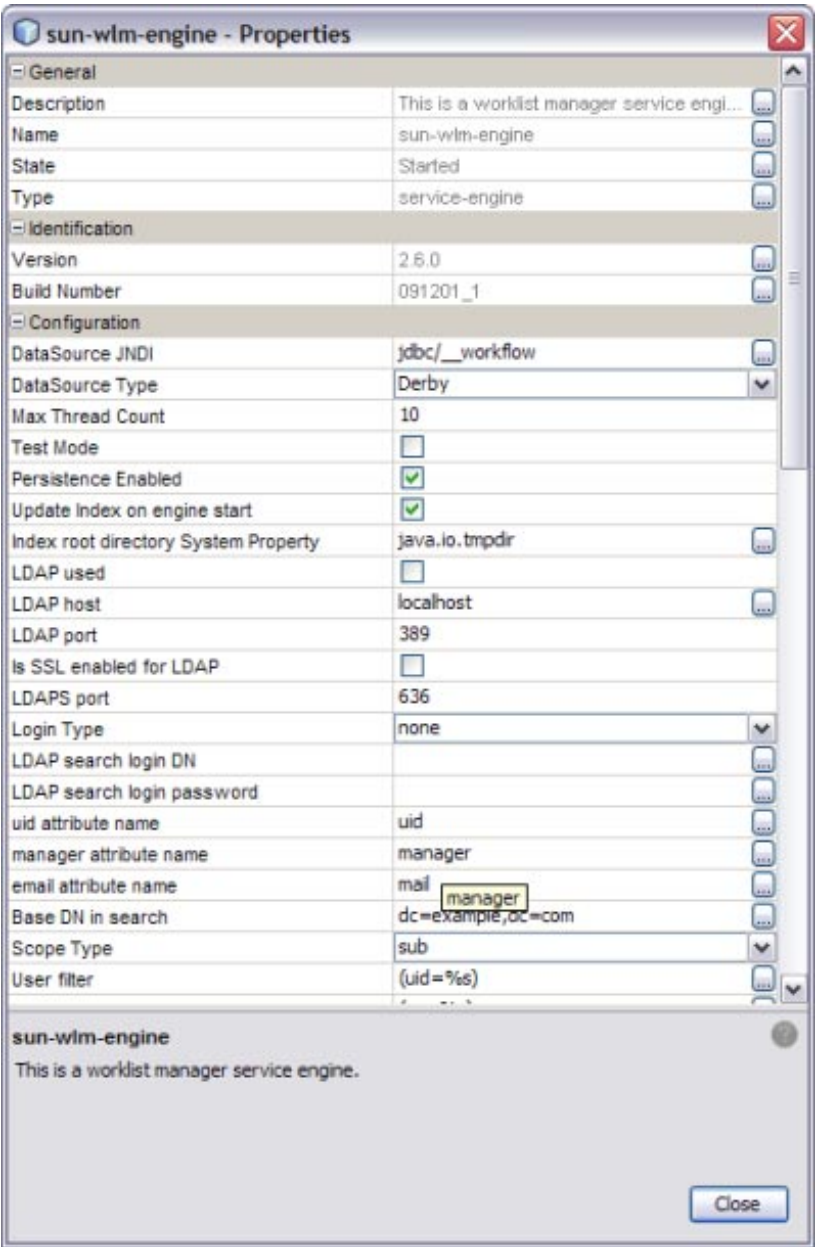 sun-wlm-engine - Properties
General
Description This is a worklist manager service engi... ...
Name sun-wlm-engine ...
State Started ...
Type service-engine ...
Identification
Version 2.6.0 ...
Build Number 091201_1 ...
Configuration
DataSource JNDI jdbc/__workflow ...
DataSource Type Derby
Max Thread Count 10
Test Mode
Persistence Enabled
Update Index on engine start
Index root directory System Property java.io.tmpdir ...
LDAP used
LDAP host localhost ...
LDAP port 389
Is SSL enabled for LDAP
LDAPS port 636
Login Type none
LDAP search login DN ...
LDAP search login password ...
uid attribute name uid ...
manager attribute name manager ...
email attribute name mail ...
manager
Base DN in search dc=example,dc=com ...
Scope Type sub
User filter (uid=%s) ...
sun-wlm-engine
This is a worklist manager service engine.
Close